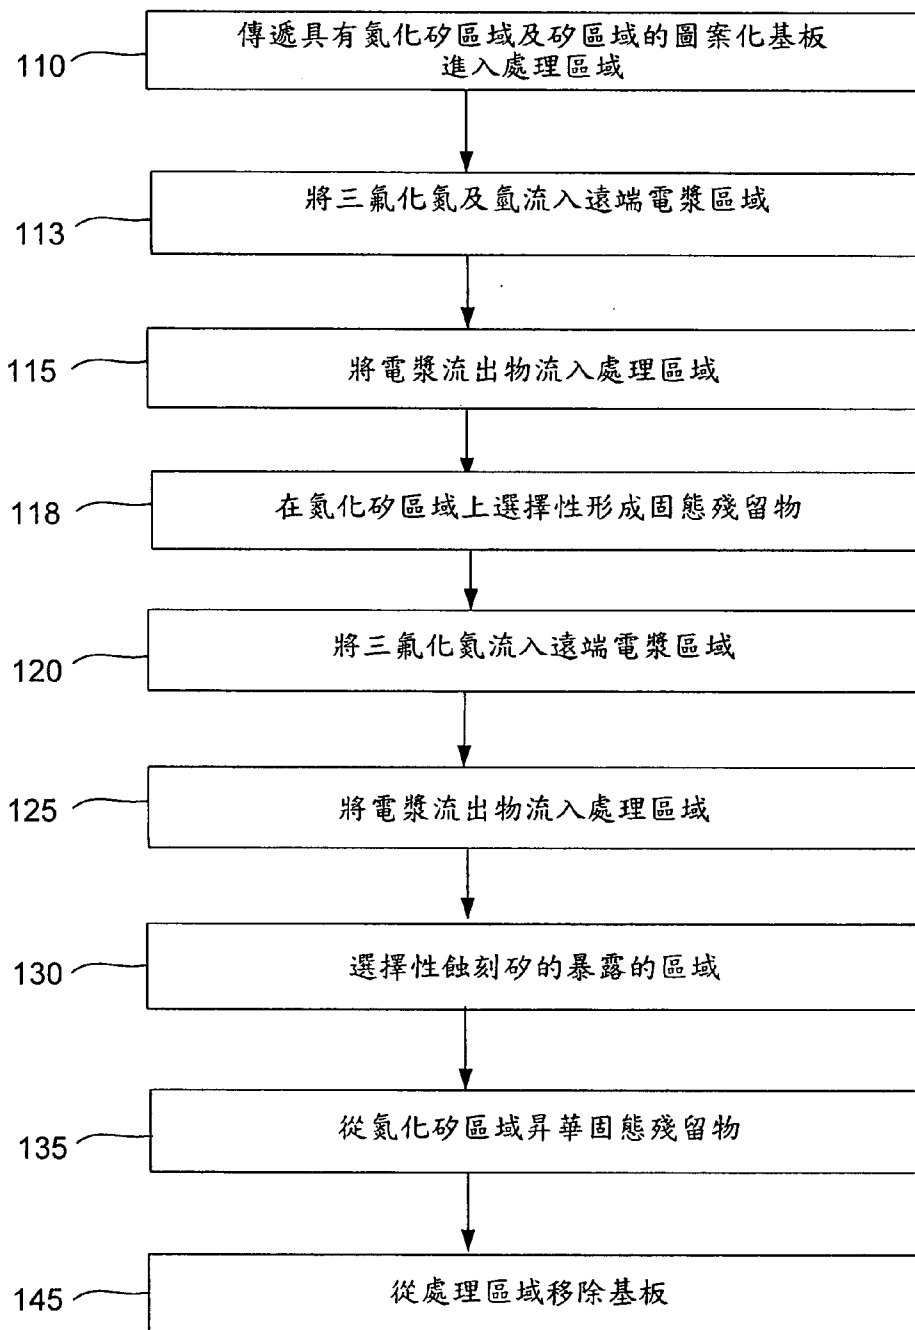 傳遞具有氮化矽區域及矽區域的圖案化基板
進入處理區域
110
將三氟化氮及氫流入遠端電漿區域
113
將電漿流出物流入處理區域
115
在氮化矽區域上選擇性形成固態殘留物
118
將三氟化氮流入遠端電漿區域
120
將電漿流出物流入處理區域
125
選擇性蝕刻矽的暴露的區域
130
從氮化矽區域昇華固態殘留物
135
從處理區域移除基板
145